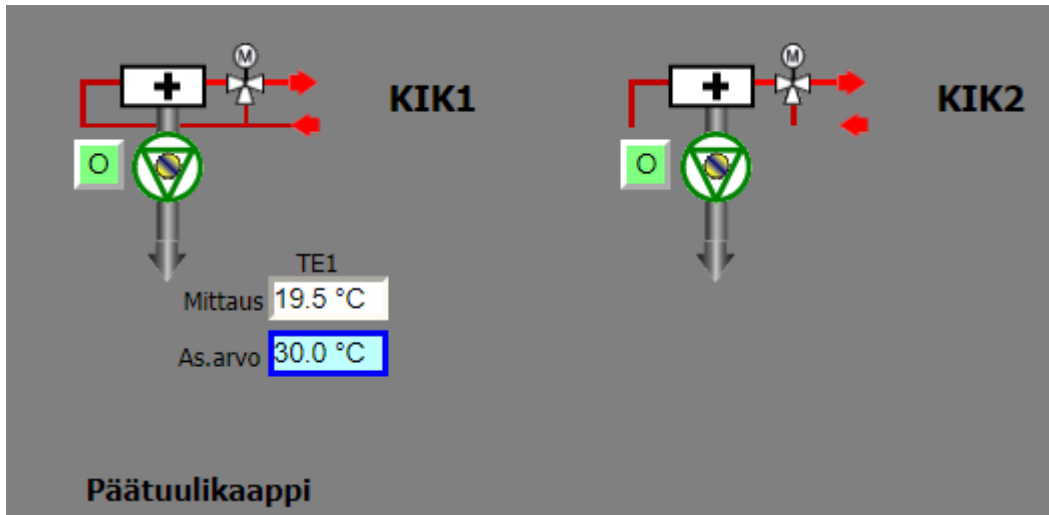 M
M
KIK1
KIK2
O
O
TE1
Mittaus 19.5 °C
As.arvo 30.0 °C
Päätuulikaappi